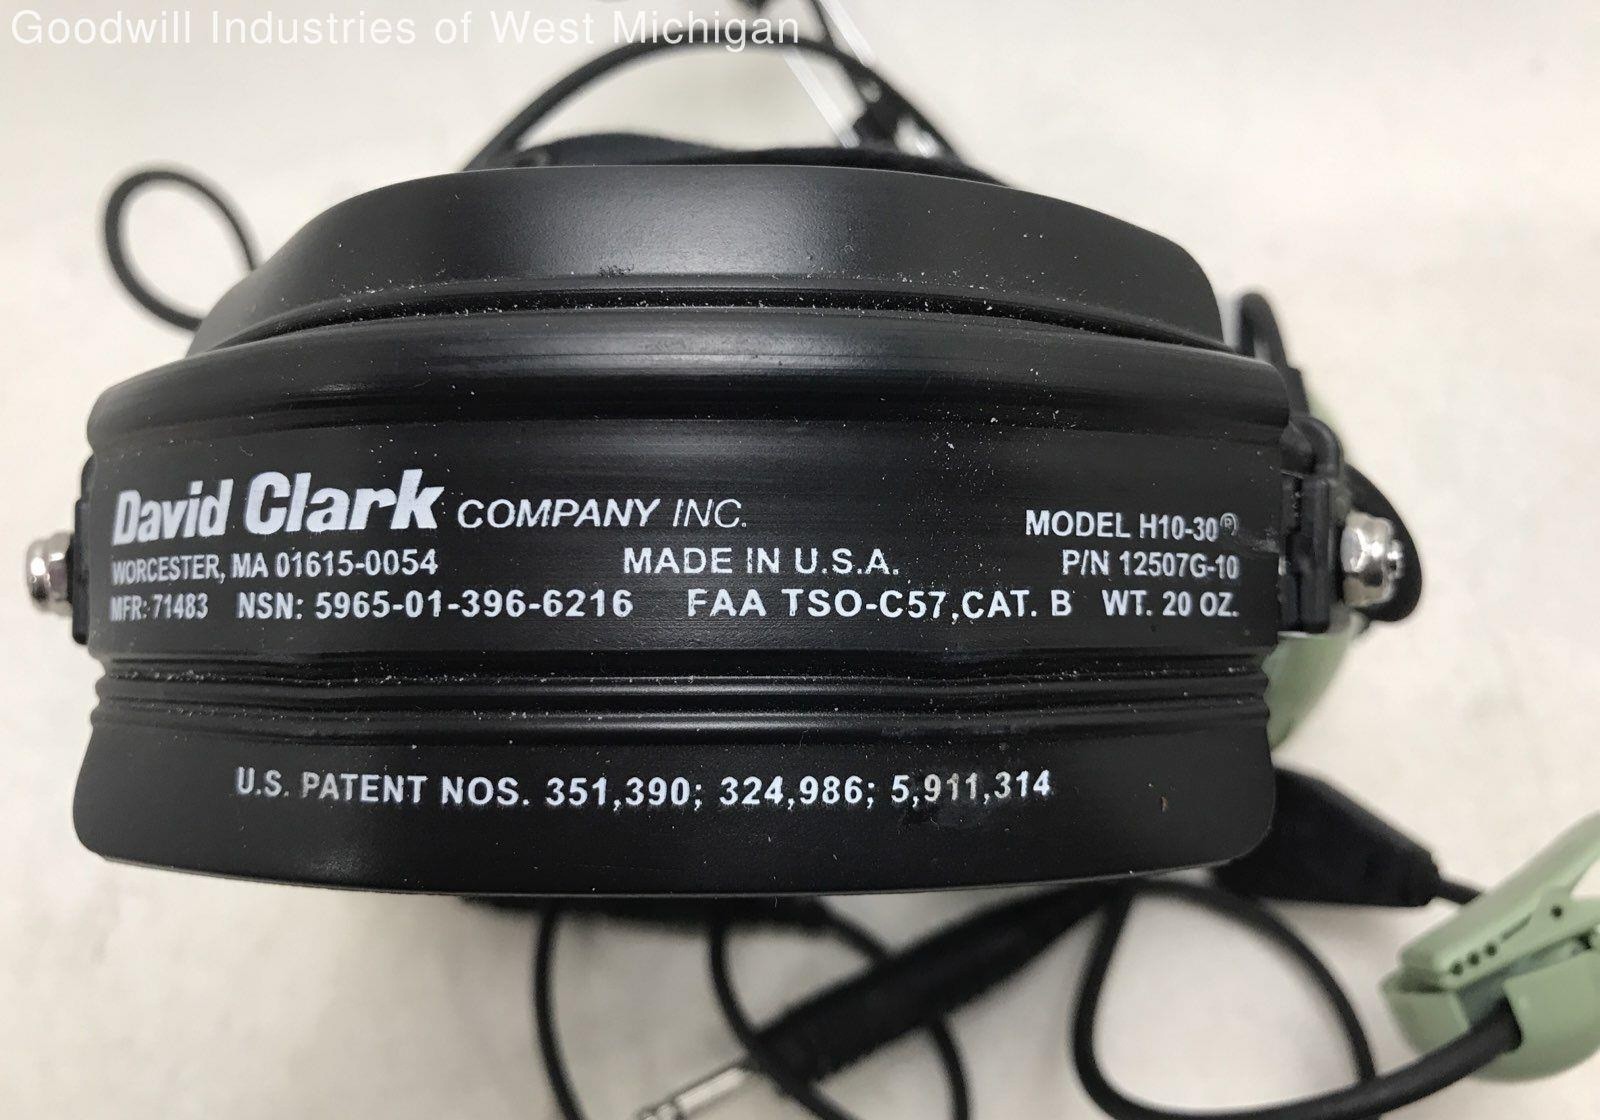 Goodwill Industries of West Michigan
David Clark COMPANY INC. MODEL H10-30®
WORCESTER, MA 01615-0054 MADE IN U.S.A. P/N 12507G-10
MFR: 71483 NSN: 5965-01-396-6216 FAA TSO-C57,CAT. B WT. 20 OZ.
U.S. PATENT NOS. 351,390; 324,986; 5,911,314